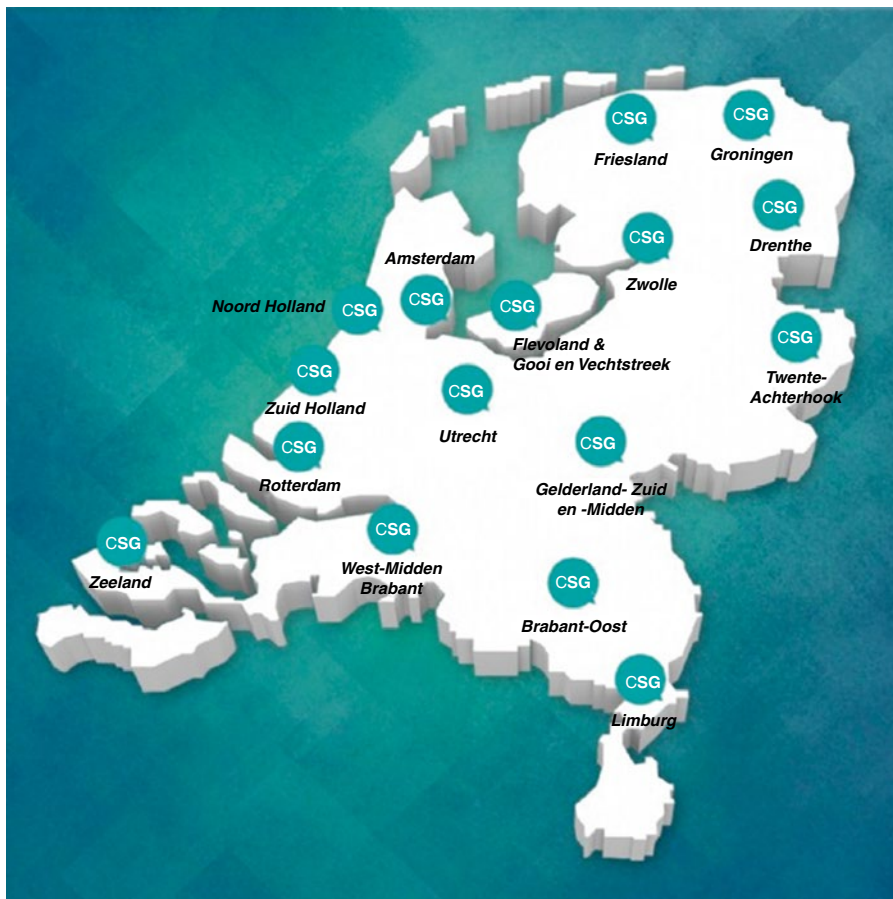 CSG
Friesland
CSG
Groningen
CSG
Drenthe
CSG
Zwolle
Amsterdam
CSG
Noord Holland
CSG
CSG
Flevoland &
Gooi en Vechtstreek
CSG
Twente-
Achterhook
CSG
Zuid Holland
CSG
Utrecht
CSG
Rotterdam
CSG
Gelderland- Zuid
en -Midden
CSG
Zeeland
CSG
West-Midden
Brabant
CSG
Brabant-Oost
CSG
Limburg